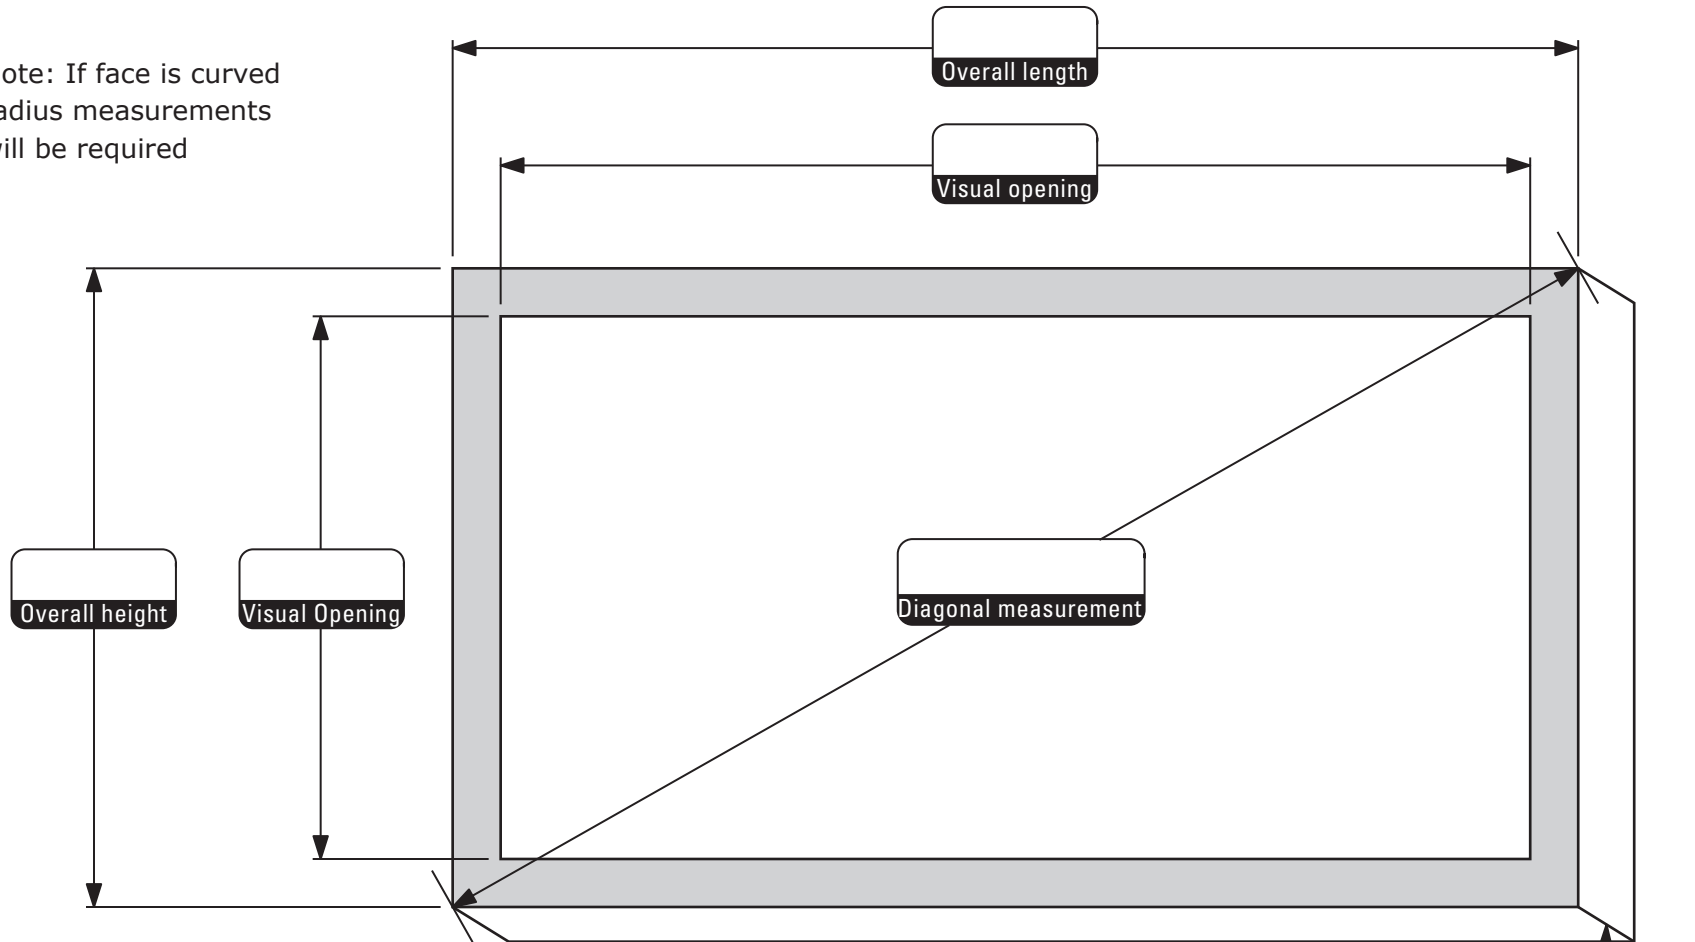 Overall length
ote: If face is curved
adius measurements
will be required
Visual opening
Overall height
Visual Opening
Diagonal measurement